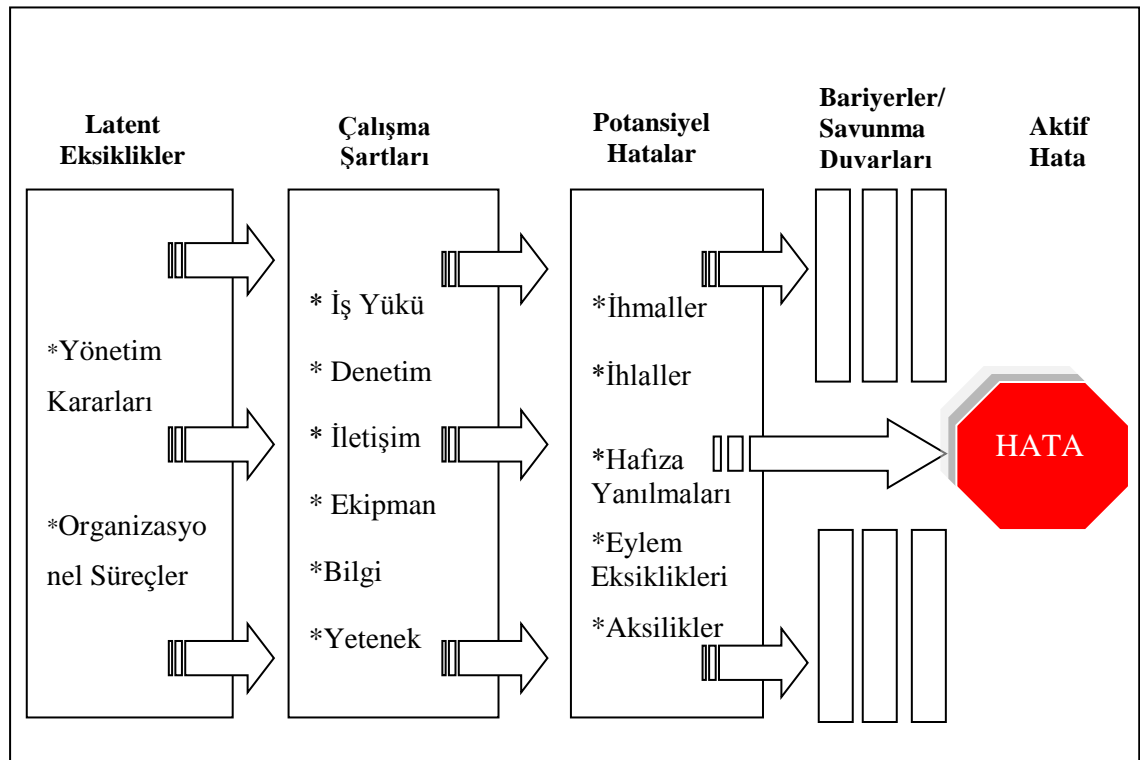 Latent
Eksiklikler
Çalışma
Şartları
Potansiyel
Hatalar
Bariyerler/
Savunma
Duvarları
Aktif
Hata
*Yönetim
Kararları
*Organizasyo
nel Süreçler
* İş Yükü
* Denetim
* İletişim
* Ekipman
*Bilgi
*Yetenek
*İhmaller
*İhlaller
*Hafıza
Yanılmaları
*Eylem
Eksiklikleri
*Aksilikler
HATA